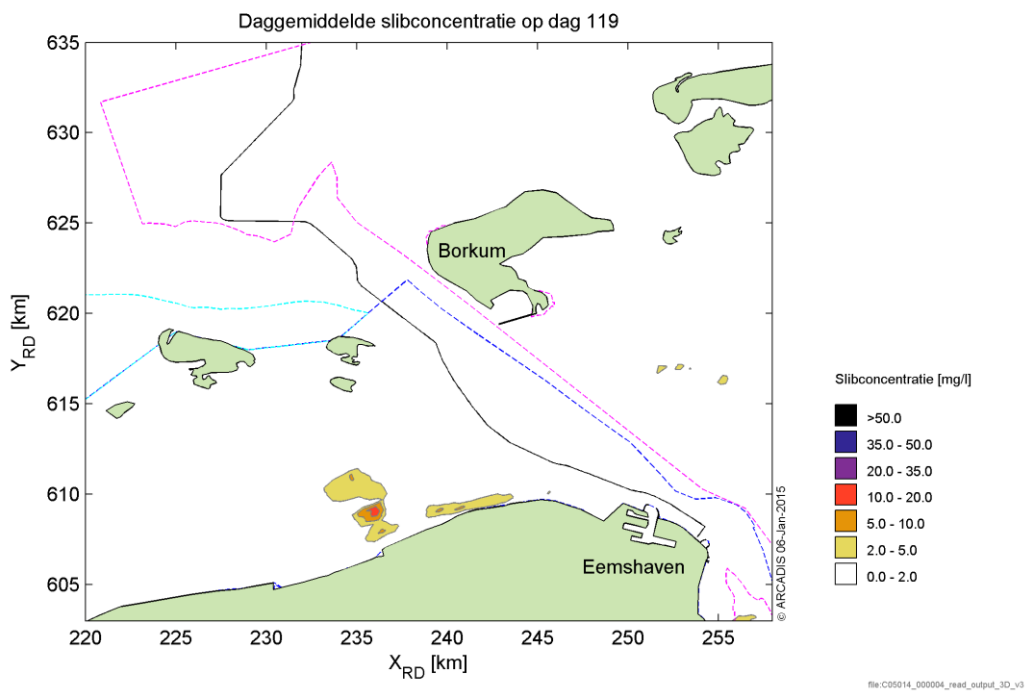 Daggemiddelde slibconcentratie op dag 119
635
630
625
620
615
610
605
Y_RD [km]
220
225
230
235
240
245
250
255
X_RD [km]
Borkum
Eemshaven
© ARCADIS 06-Jan-2015
Slibconcentratie [mg/l]
>50.0
35.0 - 50.0
20.0 - 35.0
10.0 - 20.0
5.0 - 10.0
2.0 - 5.0
0.0 - 2.0
file:C05014_000004_read_output_3D_v3